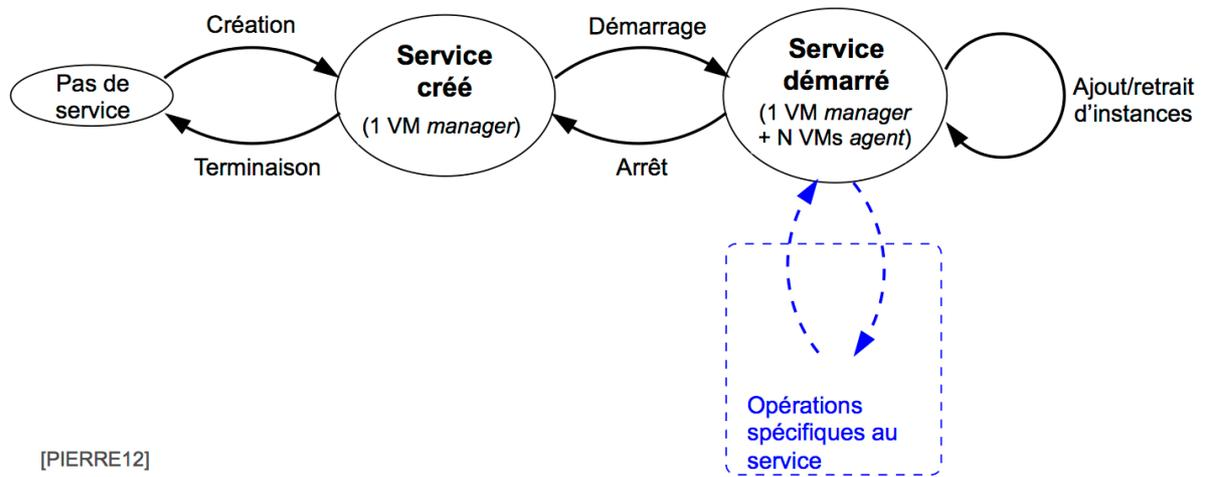 Création
Pas de
service
Terminaison
Service
créé
(1 VM manager)
Démarrage
Arrêt
Service
démarré
(1 VM manager
+ N VMs agent)
Ajout/retrait
d'instances
Opérations
spécifiques au
service
[PIERRE12]